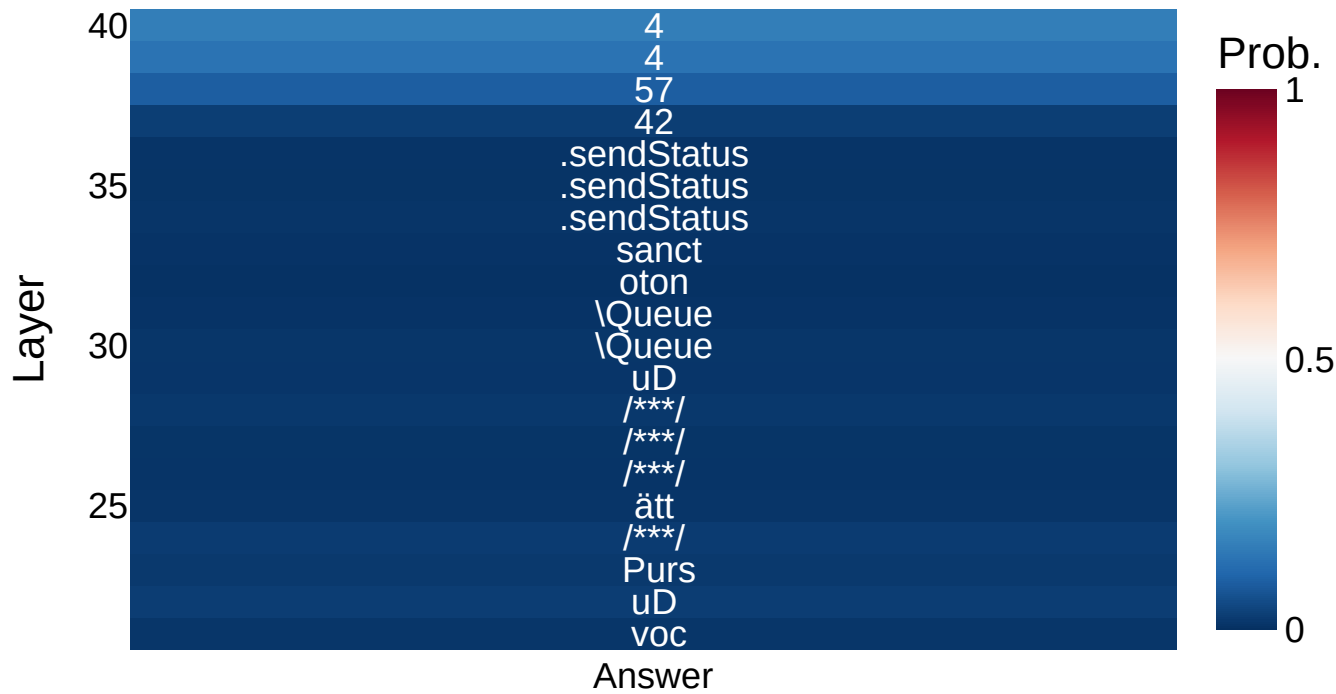 40
4
4
57
42
.sendStatus
35
.sendStatus
.sendStatus
sanct
oton
\Queue
30
\Queue
uD
/***/
/***/
/***/
25
ätt
/***/
Purs
uD
voc
Answer
Layer
Prob.
1
0.5
0